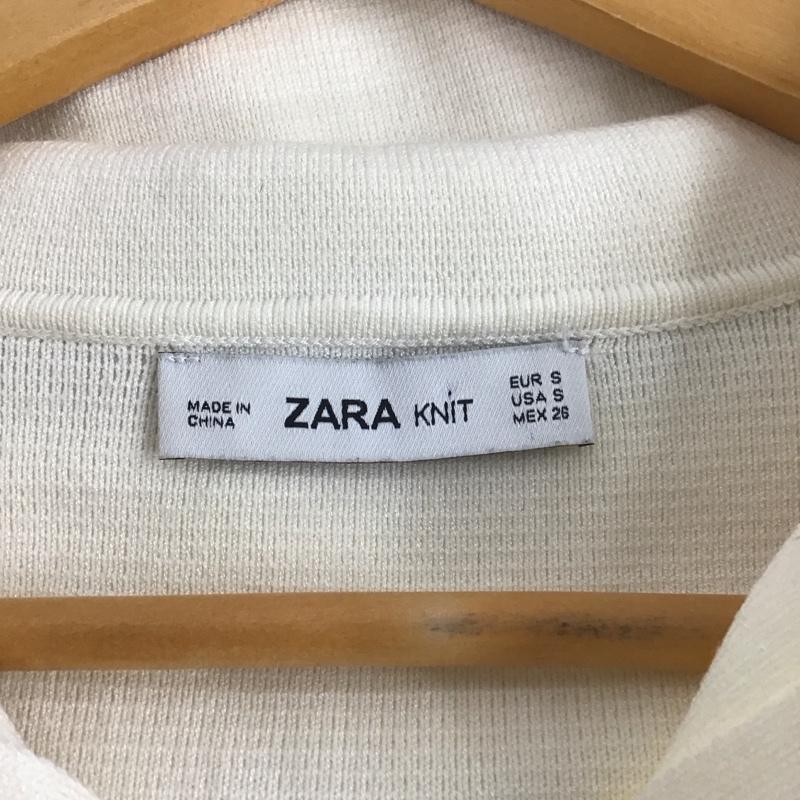 MADE IN
CHINA
ZARA KNIT
EUR S
USA S
MEX 26